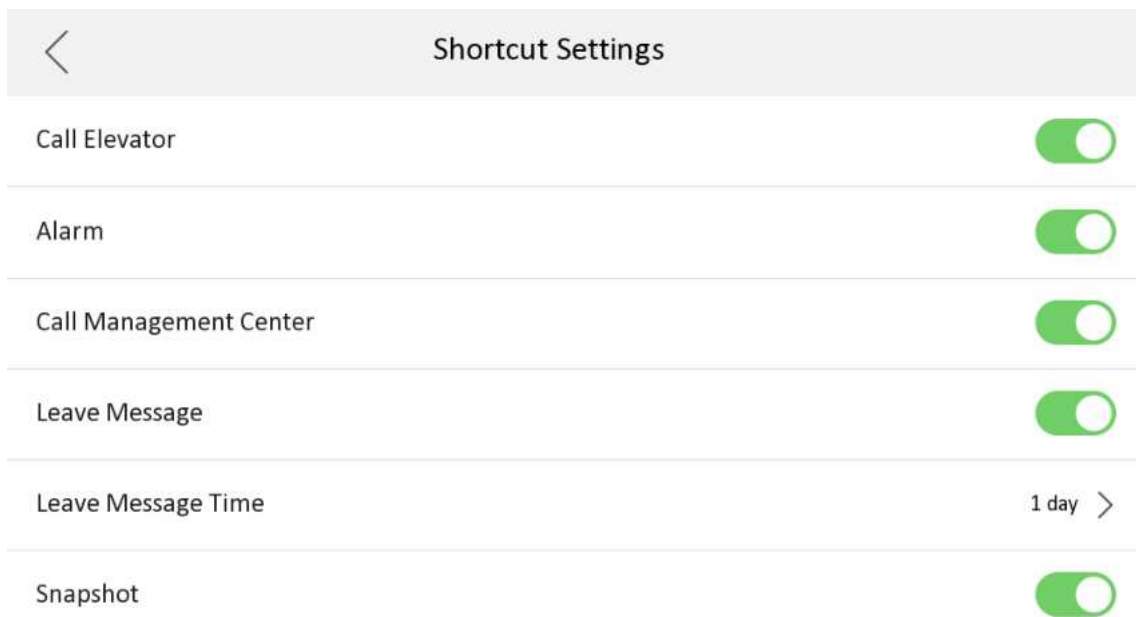 Shortcut Settings
Call Elevator
Alarm
Call Management Center
Leave Message
Leave Message Time 1 day
Snapshot